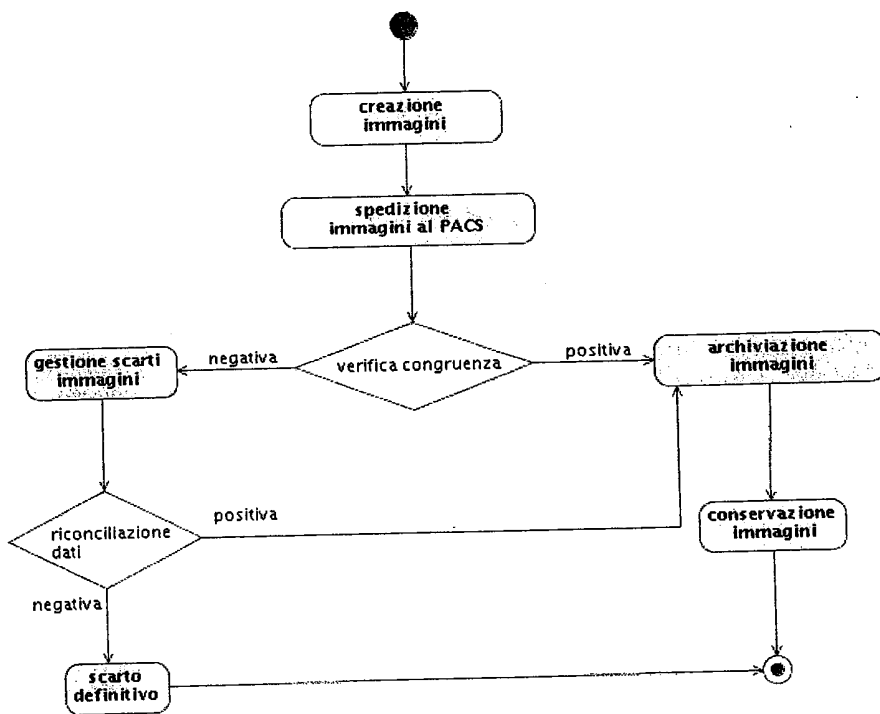 creazione
immagini
spedizione
immagini al PACS
gestione scarti
immagini
negativa
verifica congruenza
positiva
archiviazione
immagini
riconciliazione
dati
positiva
conservazione
immagini
negativa
scarto
definitivo